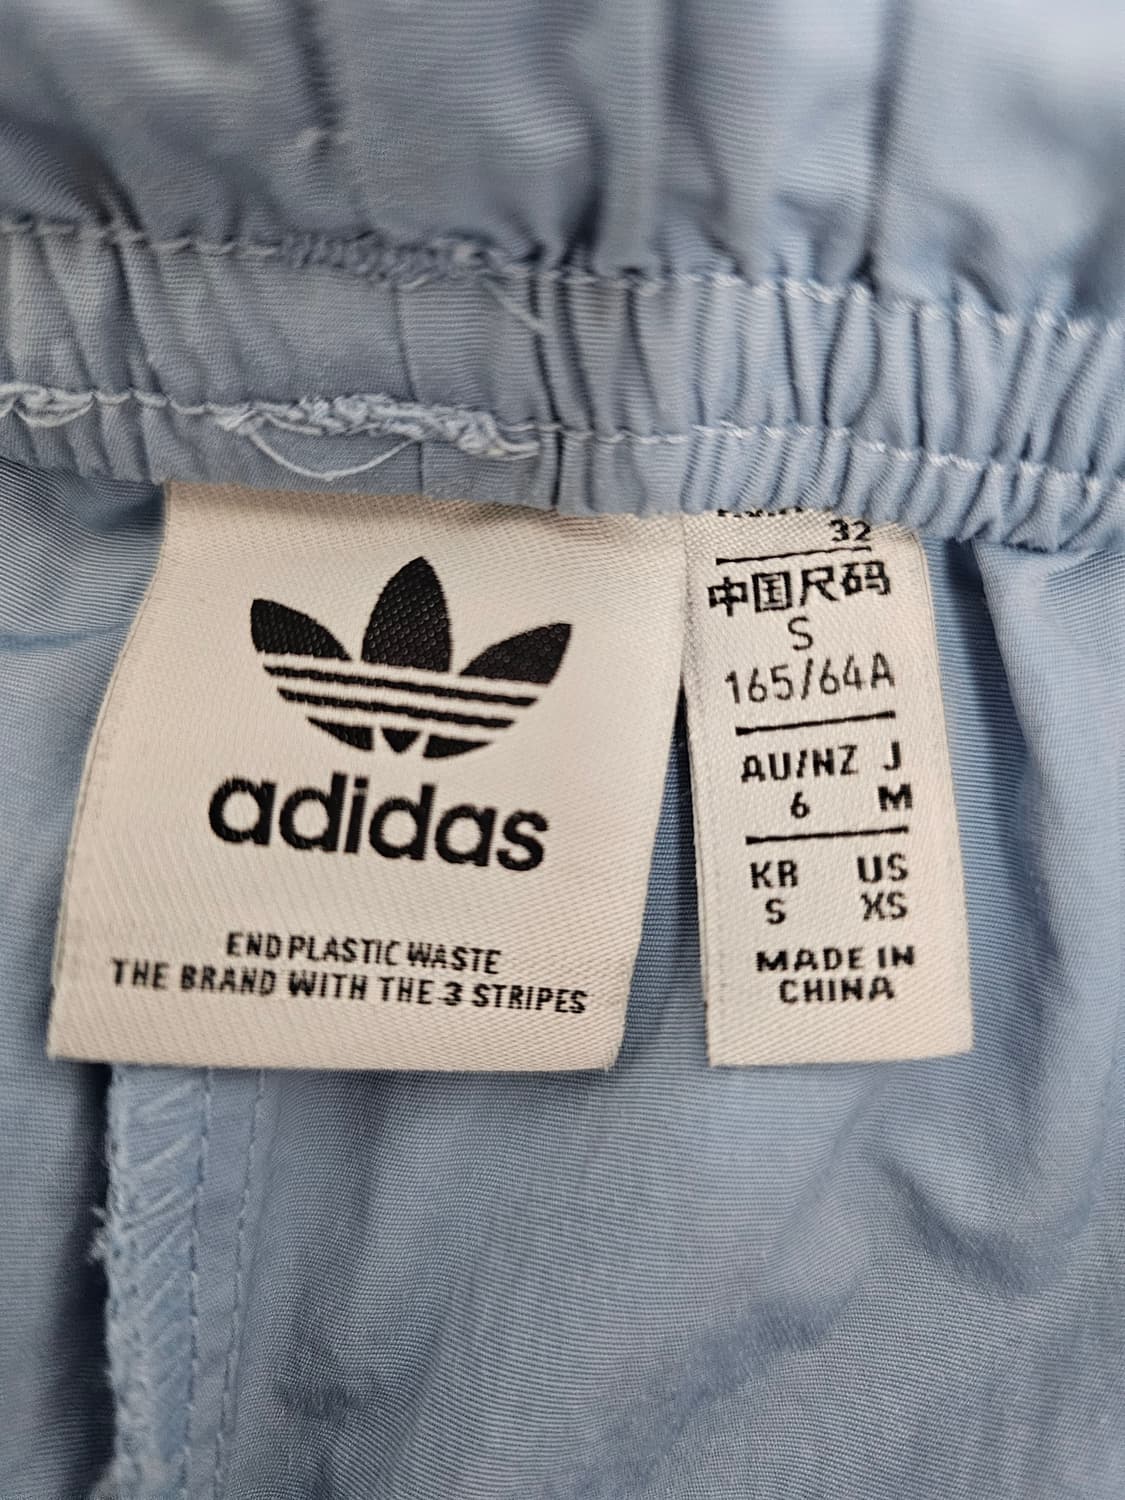 adidas
END PLASTIC WASTE
THE BRAND WITH THE 3 STRIPES
32
中国尺码
S
165/64A
AU/NZ J
6 M
KR US
S XS
MADE IN
CHINA